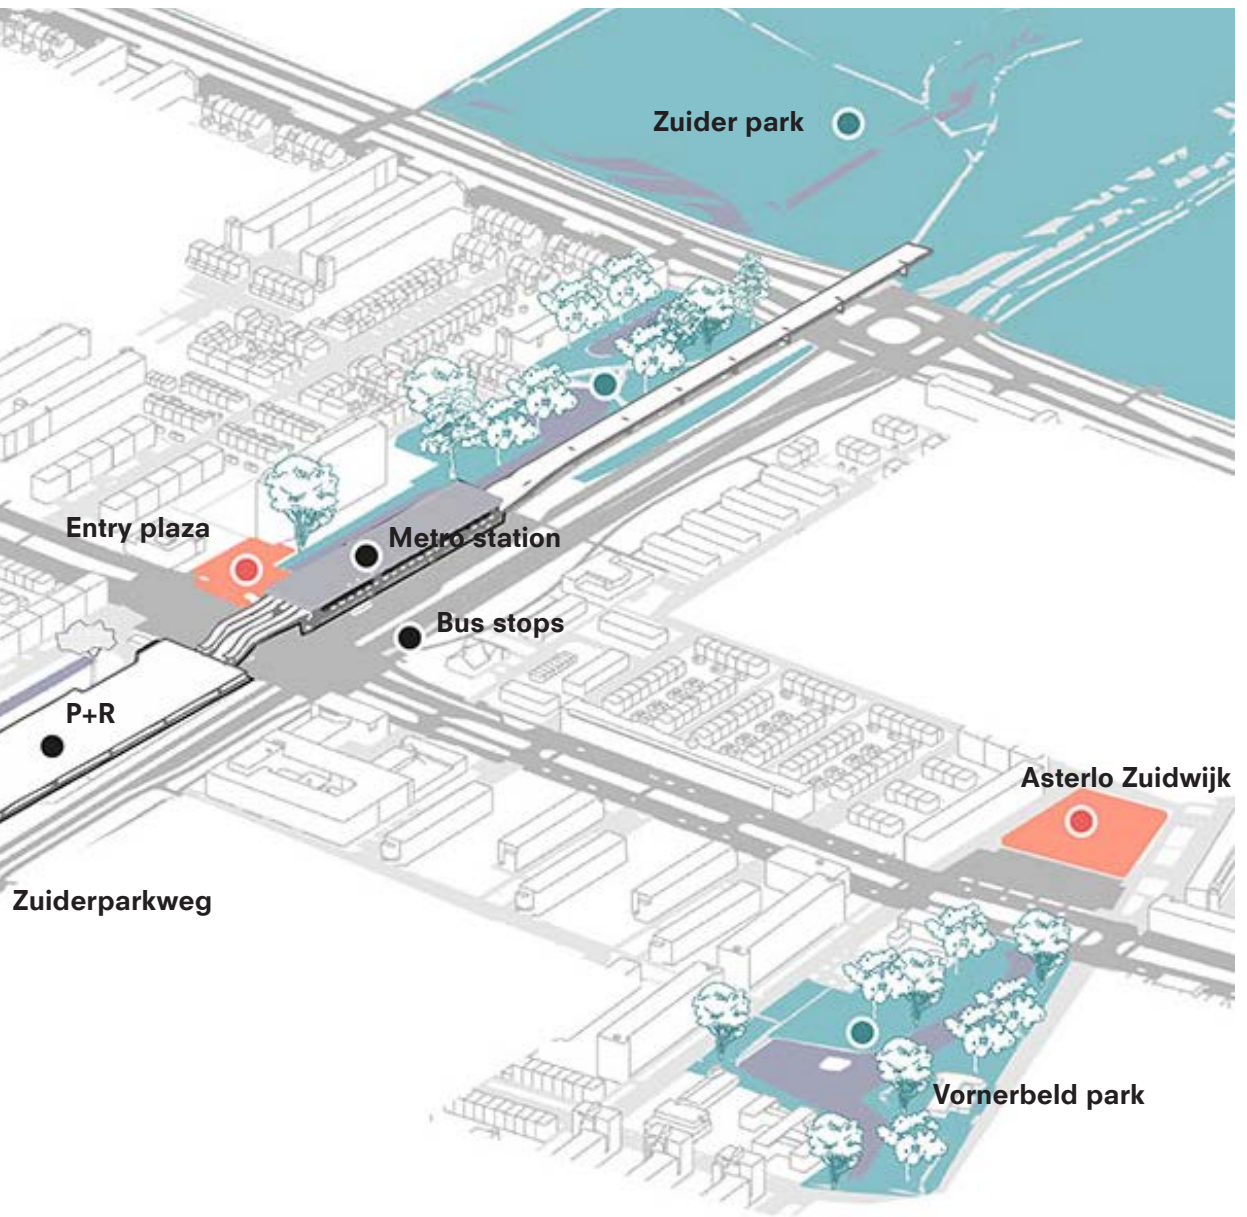 Zuider park
Entry plaza
Metro station
Bus stops
P+R
Asterlo Zuidwijk
Zuiderparkweg
Vornerbeld park